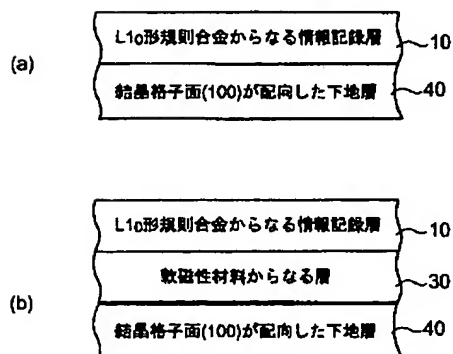 (a)
L10形規則合金からなる情報記録層 10
結晶格子面(100)が配向した下地層 40
(b)
L10形規則合金からなる情報記録層 10
軟磁性材料からなる層 30
結晶格子面(100)が配向した下地層 40